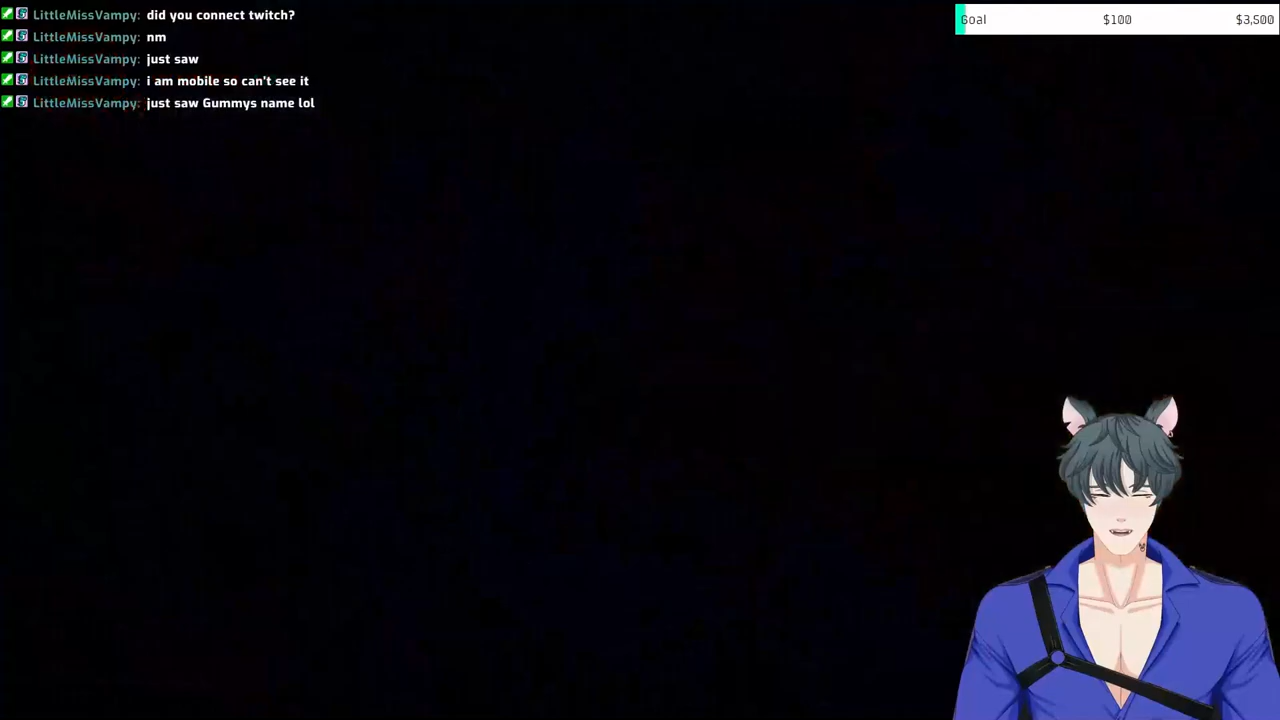 LittleMissVampy: did you connect twitch?
LittleMissVampy: nm
LittleMissVampy: just saw
LittleMissVampy: i am mobile so can't see it
LittleMissVampy: just saw Gummys name lol
Goal $100 $3,500